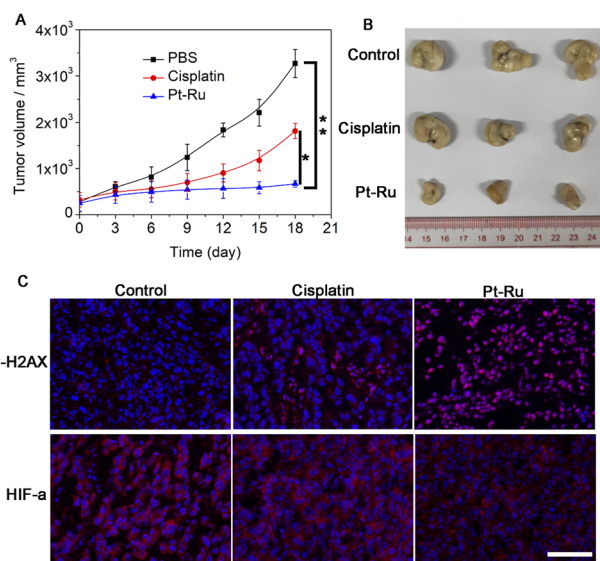 A
Tumor volume / mm³
4x10³
3x10³
2x10³
1x10³
0
PBS
Cisplatin
Pt-Ru
**
*
0 3 6 9 12 15 18 21
Time (day)
B
Control
Cisplatin
Pt-Ru
14 15 16 17 18 19 20 21 22 23 24
C
Control Cisplatin Pt-Ru
-H2AX
HIF-a